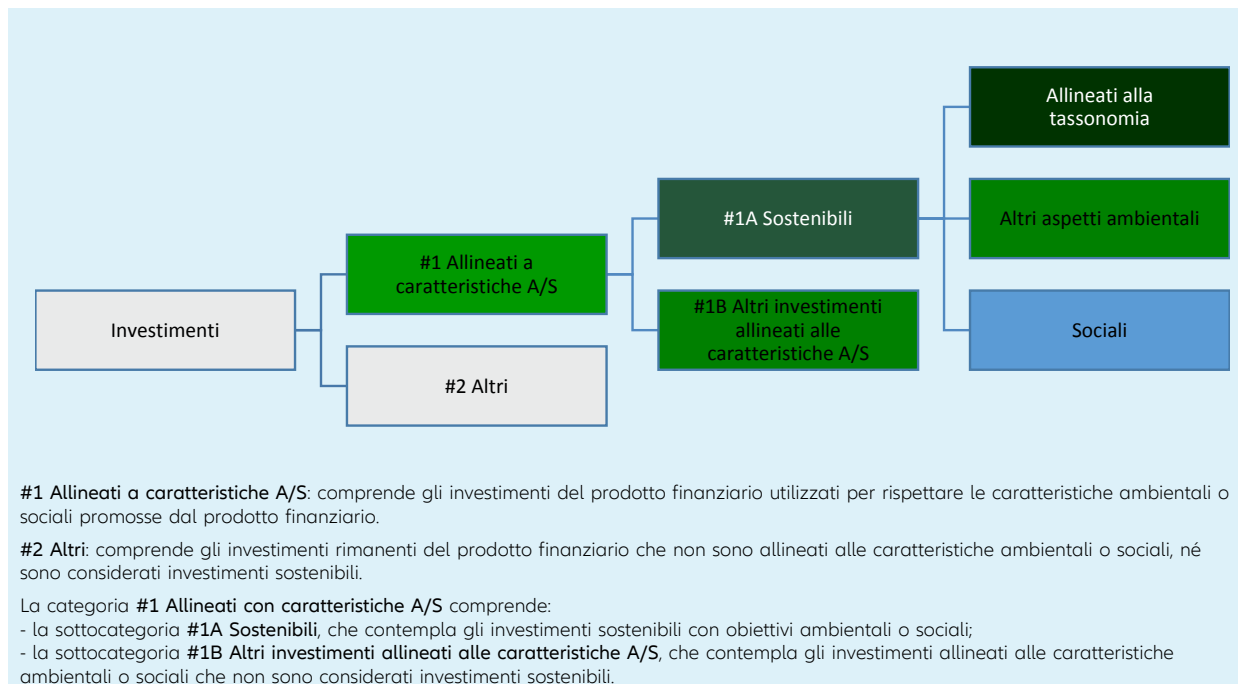 Allineati alla
tassonomia
#1A Sostenibili
Altri aspetti ambientali
#1 Allineati a
caratteristiche A/S
#1B Altri investimenti
allineati alle
caratteristiche A/S
Investimenti
Sociali
#2 Altri
#1 Allineati a caratteristiche A/S: comprende gli investimenti del prodotto finanziario utilizzati per rispettare le caratteristiche ambientali o
sociali promosse dal prodotto finanziario.
#2 Altri: comprende gli investimenti rimanenti del prodotto finanziario che non sono allineati alle caratteristiche ambientali o sociali, né
sono considerati investimenti sostenibili.
La categoria #1 Allineati con caratteristiche A/S comprende:
- la sottocategoria #1A Sostenibili, che contempla gli investimenti sostenibili con obiettivi ambientali o sociali;
- la sottocategoria #1B Altri investimenti allineati alle caratteristiche A/S, che contempla gli investimenti allineati alle caratteristiche
ambientali o sociali che non sono considerati investimenti sostenibili.